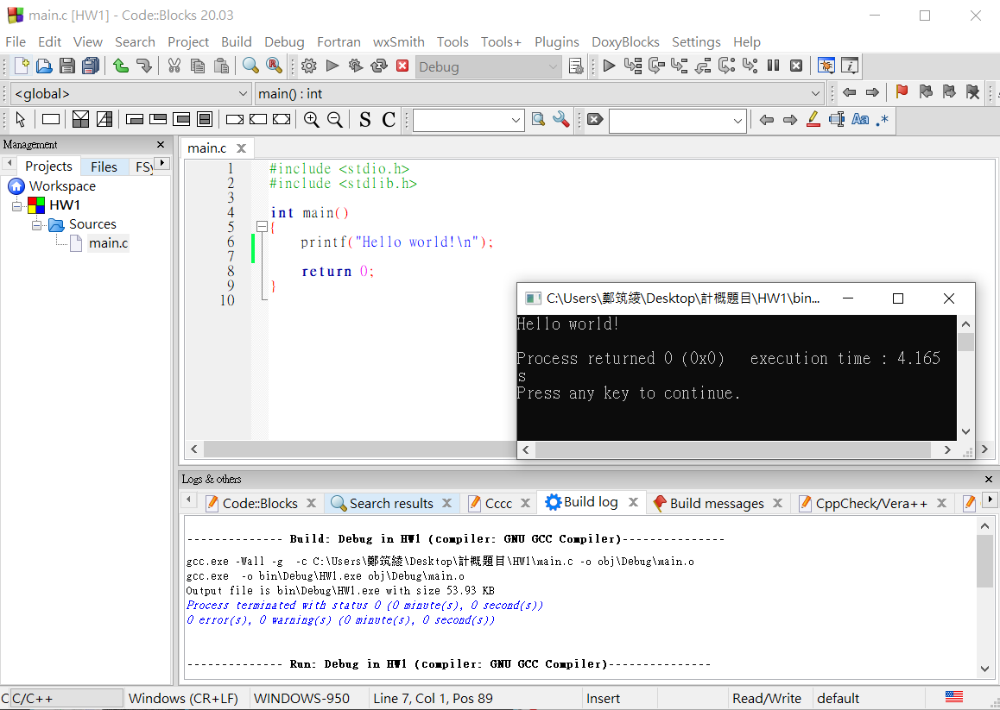 main.c [HW1] - Code::Blocks 20.03
File Edit View Search Project Build Debug Fortran wxSmith Tools Tools+ Plugins DoxyBlocks Settings Help
Debug
<global> main() : int
S C Aa .*
Management
Projects Files FSy
Workspace
HW1
Sources
main.c
main.c
1 #include <stdio.h>
2 #include <stdlib.h>
3
4 int main()
5 {
6 printf("Hello world!\n");
7
8 return 0;
9 }
10
C:\Users\鄭筑綾\Desktop\計概題目\HW1\bin...
Hello world!
Process returned 0 (0x0) execution time : 4.165
s
Press any key to continue.
Logs & others
Code::Blocks Search results Cccc Build log Build messages CppCheck/Vera++
-------------- Build: Debug in HW1 (compiler: GNU GCC Compiler)---------------
gcc.exe -Wall -g -c C:\Users\鄭筑綾\Desktop\計概題目\HW1\main.c -o obj\Debug\main.o
gcc.exe -o bin\Debug\HW1.exe obj\Debug\main.o
Output file is bin\Debug\HW1.exe with size 53.93 KB
Process terminated with status 0 (0 minute(s), 0 second(s))
0 error(s), 0 warning(s) (0 minute(s), 0 second(s))
-------------- Run: Debug in HW1 (compiler: GNU GCC Compiler)---------------
C C/C++ Windows (CR+LF) WINDOWS-950 Line 7, Col 1, Pos 89 Insert Read/Write default